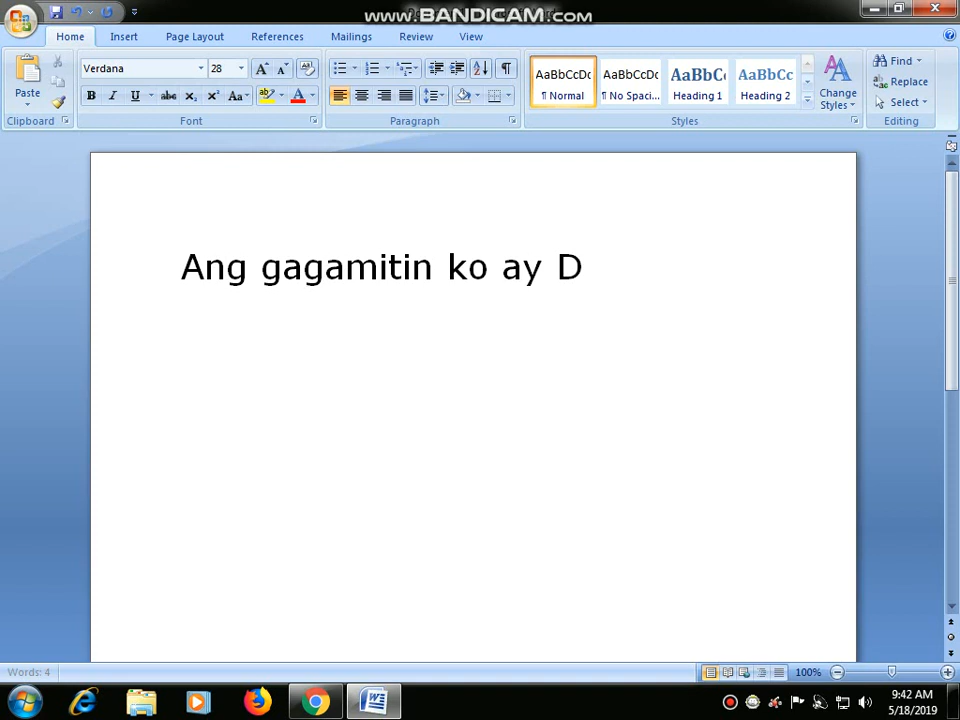 www.BANDICAM.com
Home Insert Page Layout References Mailings Review View
Verdana 28
Paste
Clipboard Font Paragraph Styles Editing
AaBbCcDc AaBbCcDc AaBbC AaBbCc
¶ Normal ¶ No Spaci... Heading 1 Heading 2
Change Styles
Find
Replace
Select
Ang gagamitin ko ay D
Words: 4
100%
9:42 AM
5/18/2019